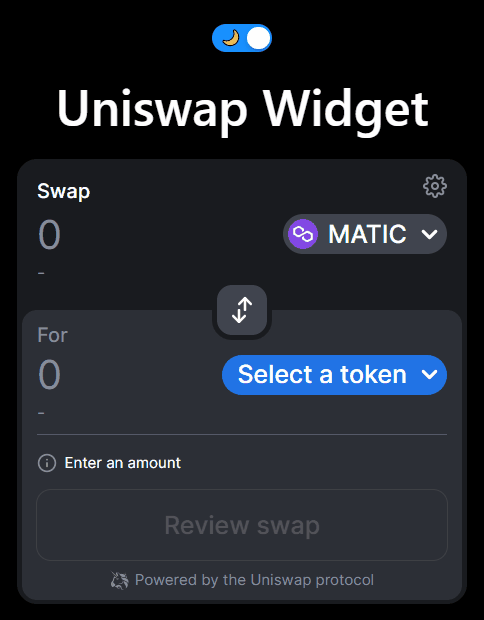 Uniswap Widget
Swap
0
MATIC
-
For
0
Select a token
-
Enter an amount
Review swap
Powered by the Uniswap protocol